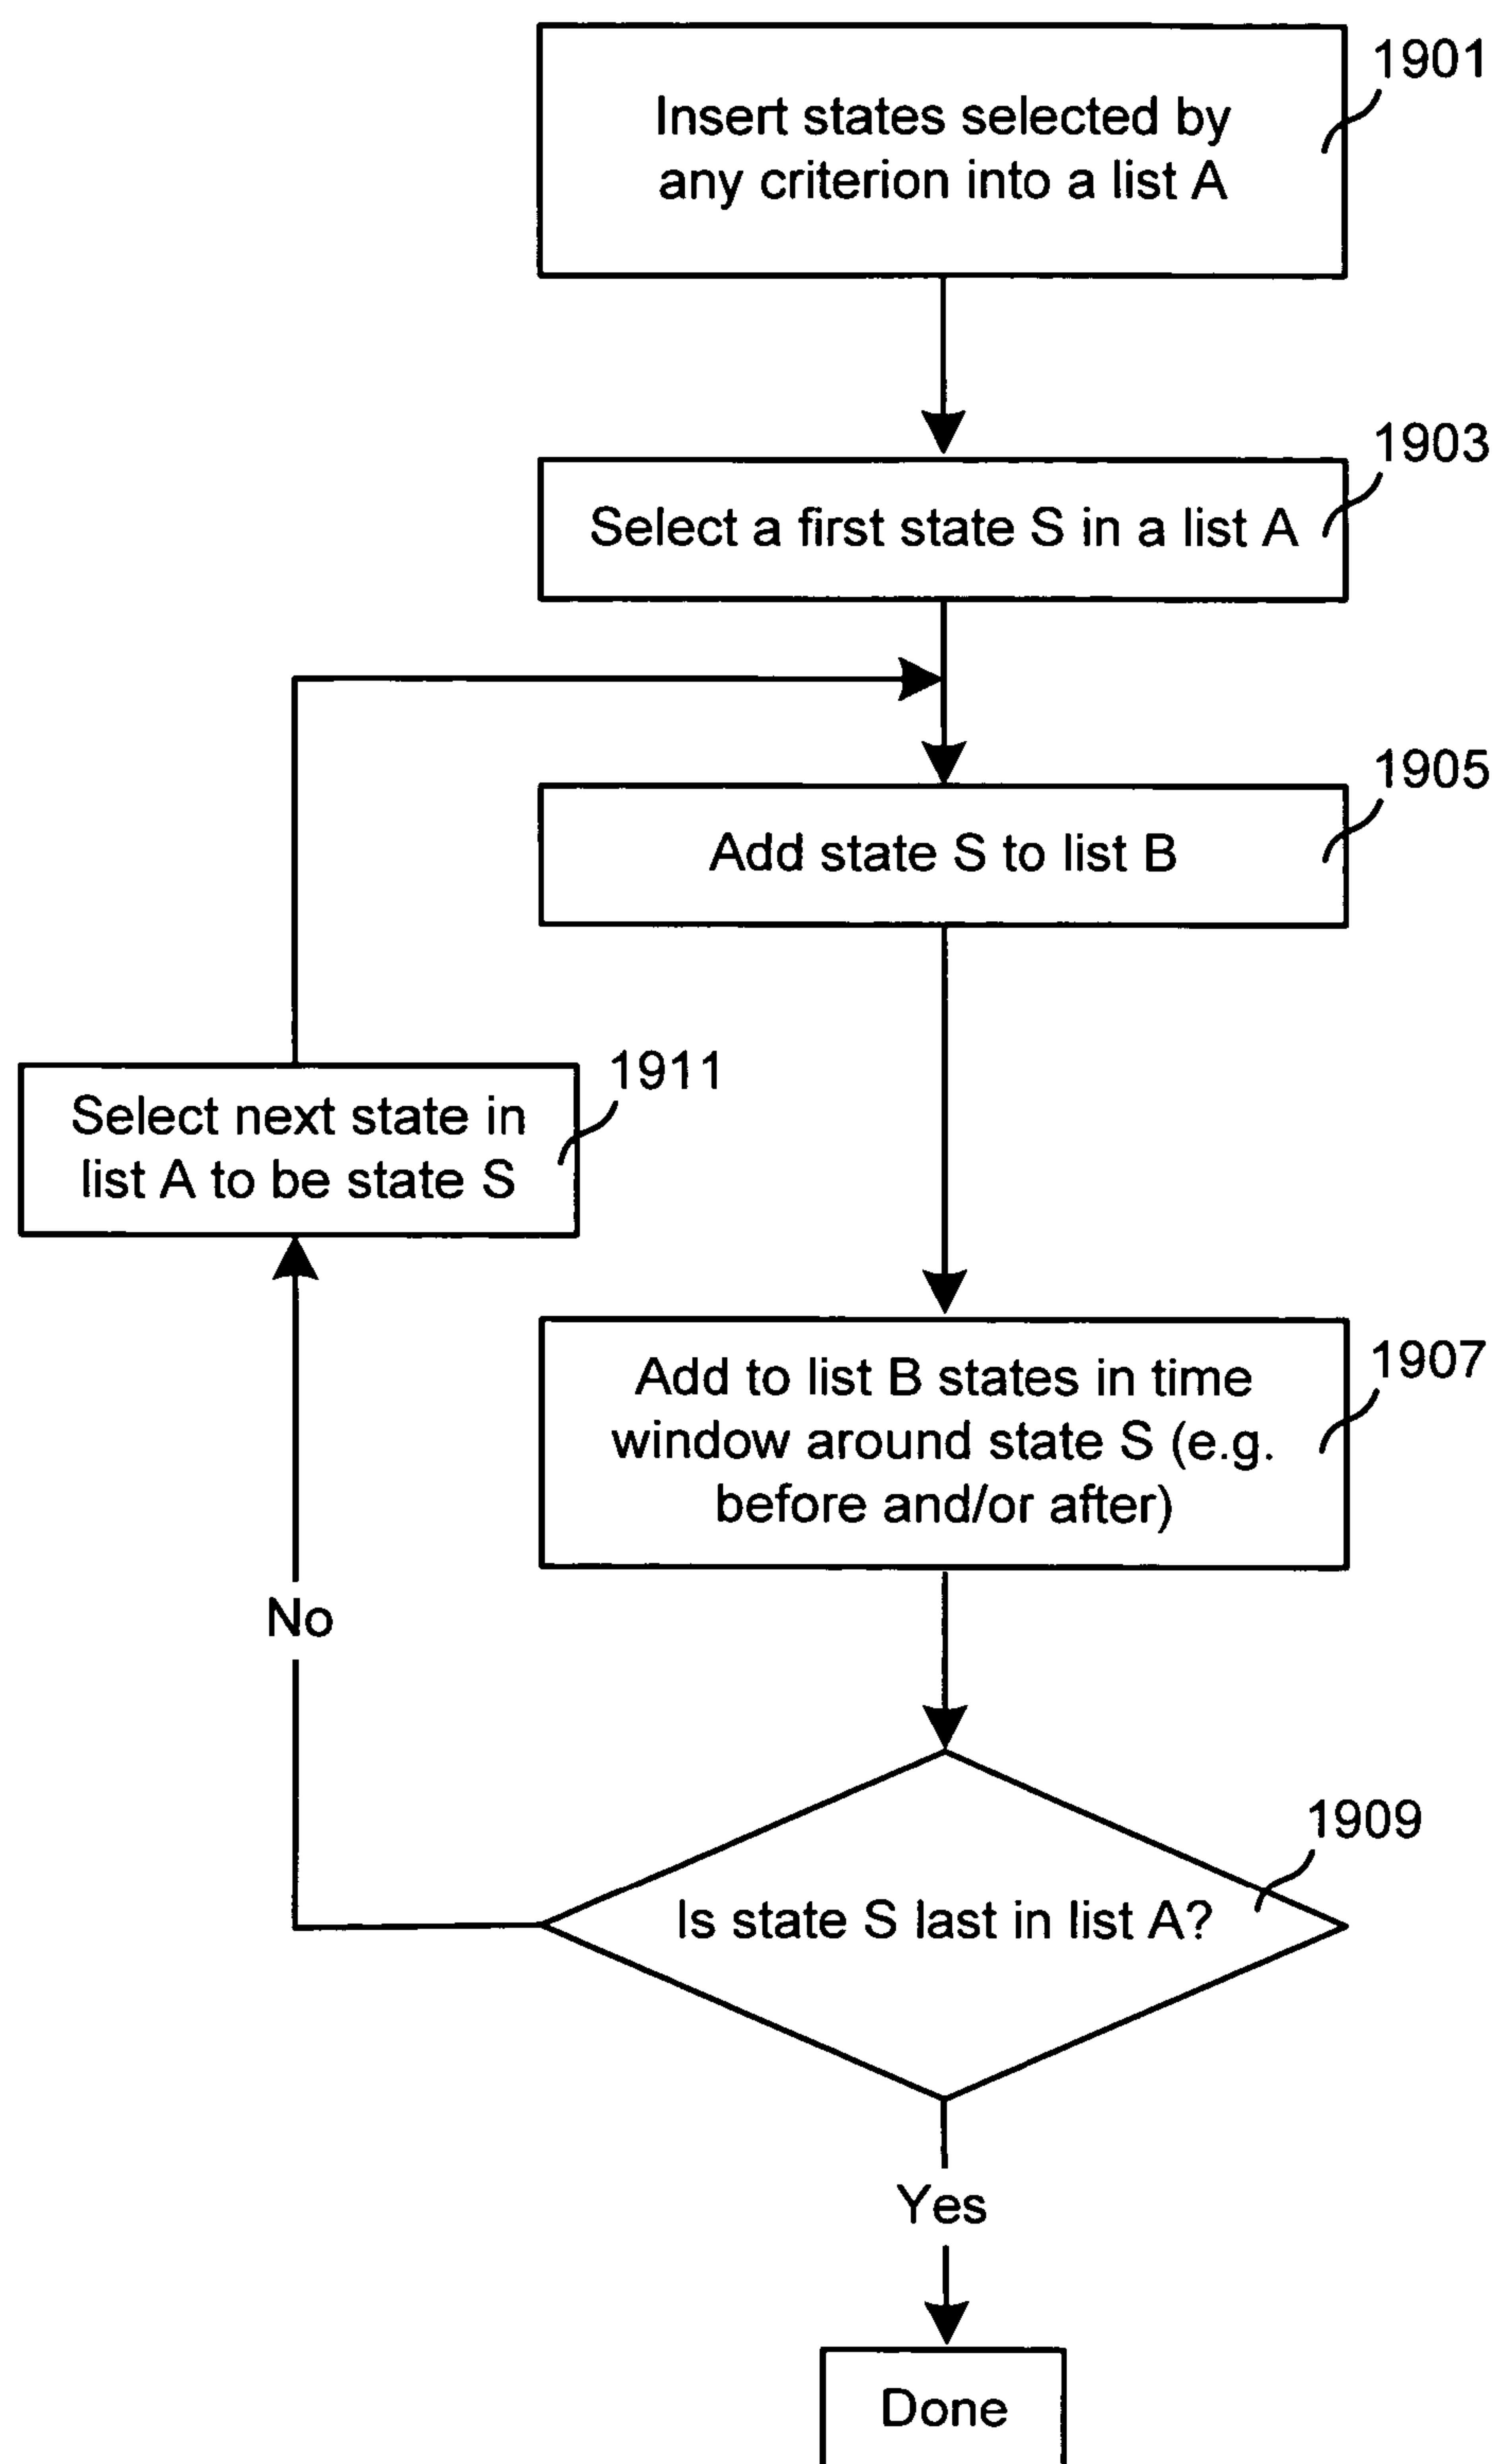 1901
Insert states selected by
any criterion into a list A
1903
Select a first state S in a list A
1905
Add state S to list B
1911
Select next state in
list A to be state S
1907
Add to list B states in time
window around state S (e.g.
before and/or after)
No
1909
Is state S last in list A?
Yes
Done